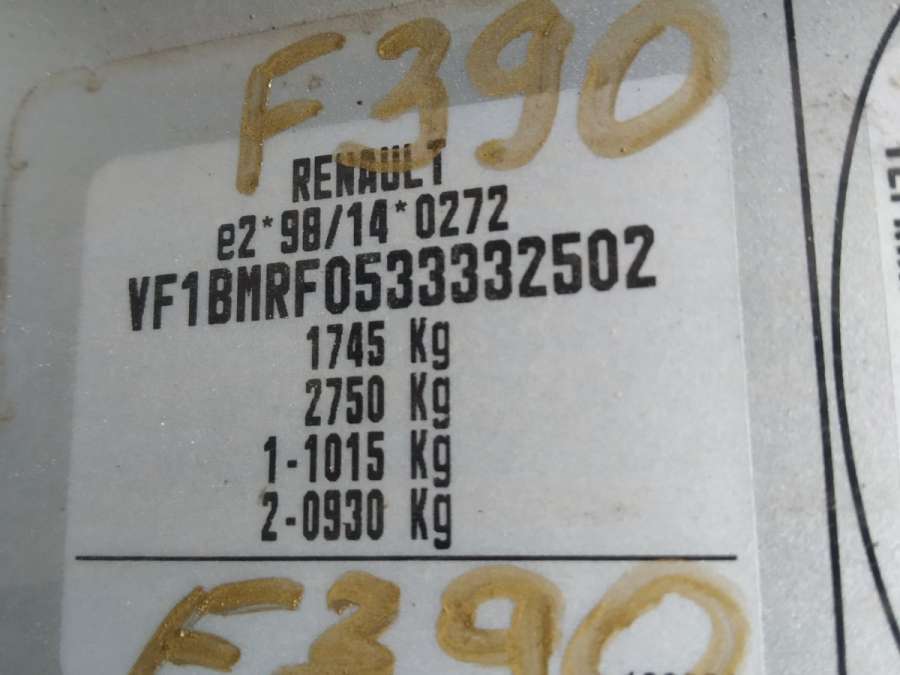 F390
RENAULT
e2*98/14*0272
VF1BMRF0533332502
1745 Kg
2750 Kg
1-1015 Kg
2-0930 Kg
F390